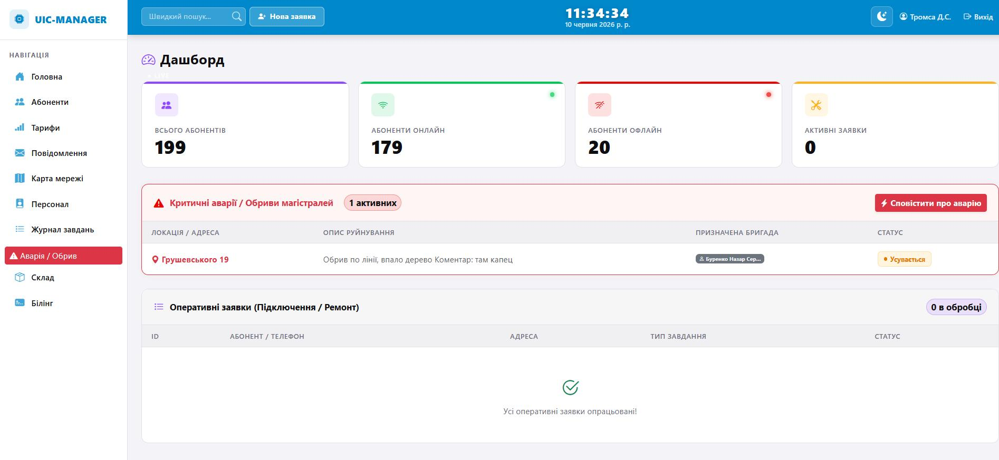 UIC-MANAGER
Швидкий пошук...
Нова заявка
11:34:34
10 червня 2026 р. р.
Тромса Д.С.
Вихід
НАВІГАЦІЯ
Головна
Абоненти
Тарифи
Повідомлення
Карта мережі
Персонал
Журнал завдань
Аварія / Обрив
Склад
Білінг
Дашборд
LIVE
ВСЬОГО АБОНЕНТІВ
199
АБОНЕНТИ ОНЛАЙН
179
АБОНЕНТИ ОФЛАЙН
20
АКТИВНІ ЗАЯВКИ
0
Критичні аварії / Обриви магістралей
1 активних
Сповістити про аварію
ЛОКАЦІЯ / АДРЕСА
ОПИС РУЙНУВАННЯ
ПРИЗНАЧЕНА БРИГАДА
СТАТУС
Грушевського 19
Обрив по лінії, впало дерево Коментар: там капец
Буренко Назар Сер...
Усувається
Оперативні заявки (Підключення / Ремонт)
0 в обробці
ID
АБОНЕНТ / ТЕЛЕФОН
АДРЕСА
ТИП ЗАВДАННЯ
СТАТУС
Усі оперативні заявки опрацьовані!